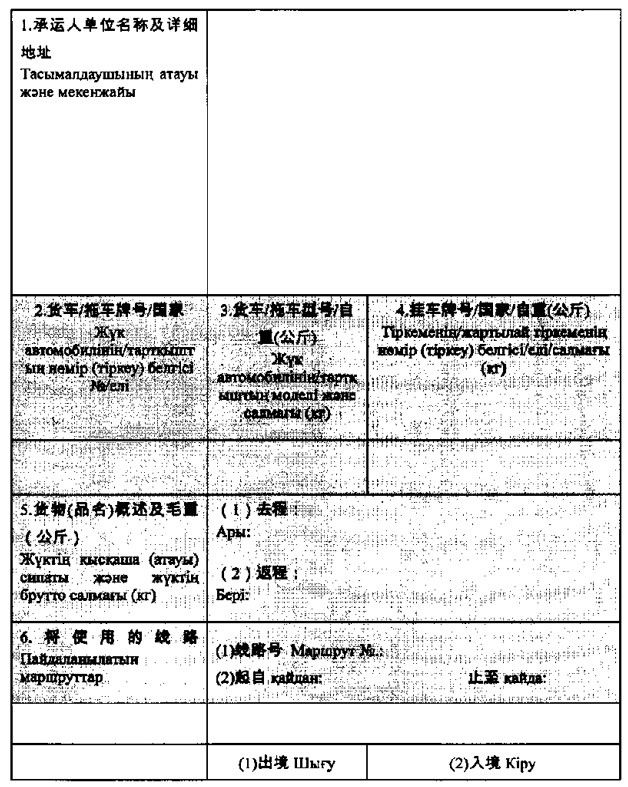 1.承运人单位名称及详细
地址
Тасымалдаушының атауы
және мекенжайы
2.货车/拖车牌号/国家
Жүк
автомобилінің/тартқышт
ың нөмір (тіркеу) белгісі
№/елі
3.货车/拖车型号/自
重(公斤)
Жүк
автомобилінің/тартқ
ыштың моделі және
салмағы (кг)
4.挂车牌号/国家/自重(公斤)
Тіркеменің/жартылай тіркеменің
нөмір (тіркеу) белгісі/елі/салмағы
(кг)
5.货物(品名)概述及毛重
(公斤)
Жүктің қысқаша (атауы)
сипаты және жүктің
брутто салмағы (кг)
(1)去程:
Ары:
(2)返程:
Бері:
6. 将使用的线路
Пайдаланылатын
маршруттар
(1)线路号 Маршрут №.:
(2)起自 қайдан: 止至 қайда:
(1)出境 Шығу
(2)入境 Кіру